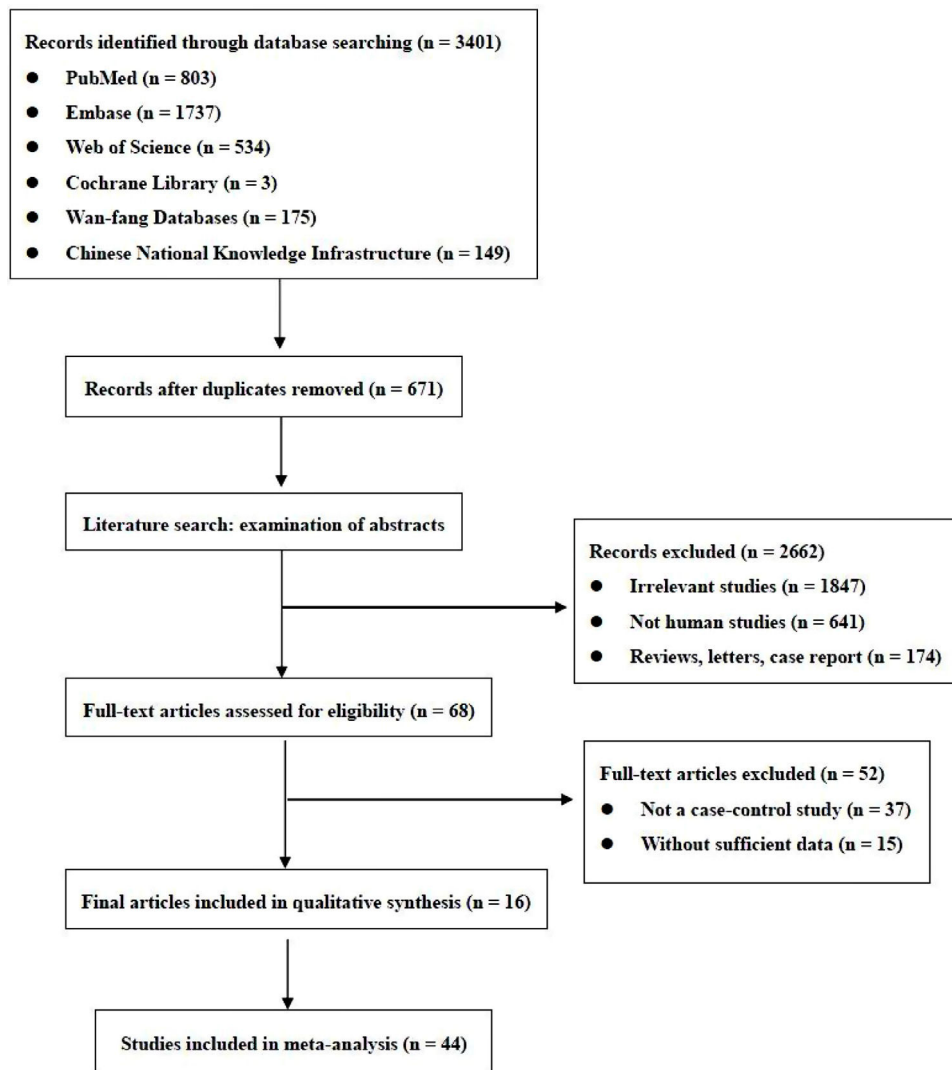 Records identified through database searching (n = 3401)
● PubMed (n = 803)
● Embase (n = 1737)
● Web of Science (n = 534)
● Cochrane Library (n = 3)
● Wan-fang Databases (n = 175)
● Chinese National Knowledge Infrastructure (n = 149)
Records after duplicates removed (n = 671)
Literature search: examination of abstracts
Records excluded (n = 2662)
● Irrelevant studies (n = 1847)
● Not human studies (n = 641)
● Reviews, letters, case report (n = 174)
Full-text articles assessed for eligibility (n = 68)
Full-text articles excluded (n = 52)
● Not a case-control study (n = 37)
● Without sufficient data (n = 15)
Final articles included in qualitative synthesis (n = 16)
Studies included in meta-analysis (n = 44)